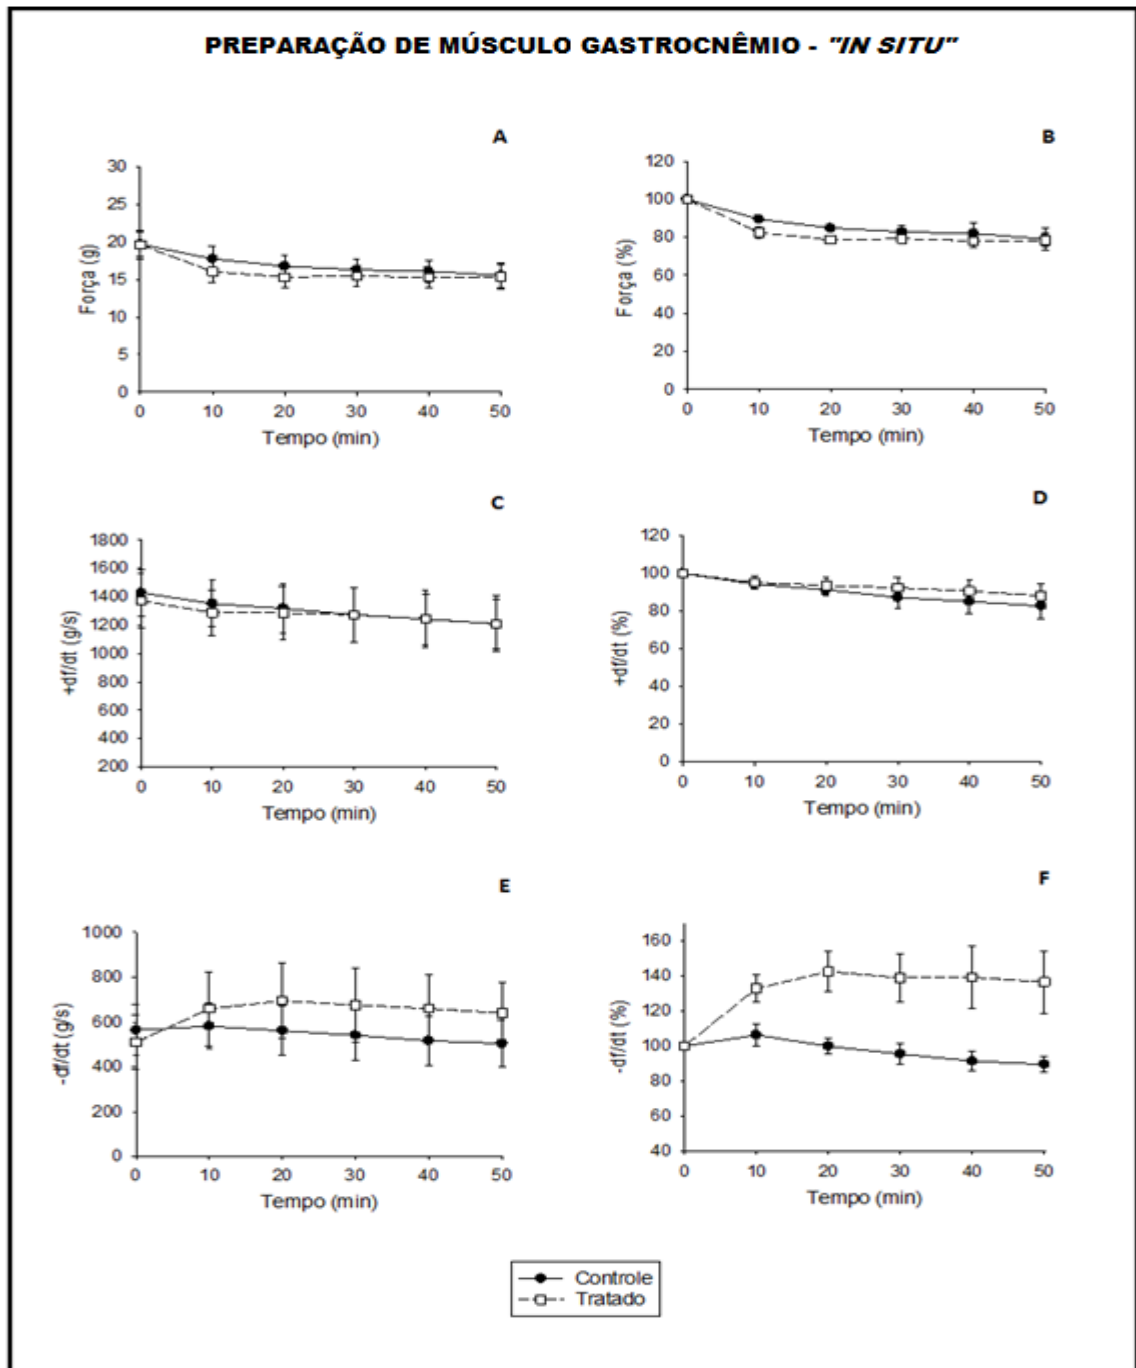 PREPARAÇÃO DE MÚSCULO GASTROCNÊMIO - "IN SITU"
A
30
25
20
15
10
5
0
Força (g)
0 10 20 30 40 50
Tempo (min)
B
120
100
80
60
40
20
0
Força (%)
0 10 20 30 40 50
Tempo (min)
C
1800
1600
1400
1200
1000
800
600
400
200
+df/dt (g/s)
0 10 20 30 40 50
Tempo (min)
D
120
100
80
60
40
20
0
+df/dt (%)
0 10 20 30 40 50
Tempo (min)
E
1000
800
600
400
200
0
-df/dt (g/s)
0 10 20 30 40 50
Tempo (min)
F
160
140
120
100
80
60
40
-df/dt (%)
0 10 20 30 40 50
Tempo (min)
Controle
Tratado